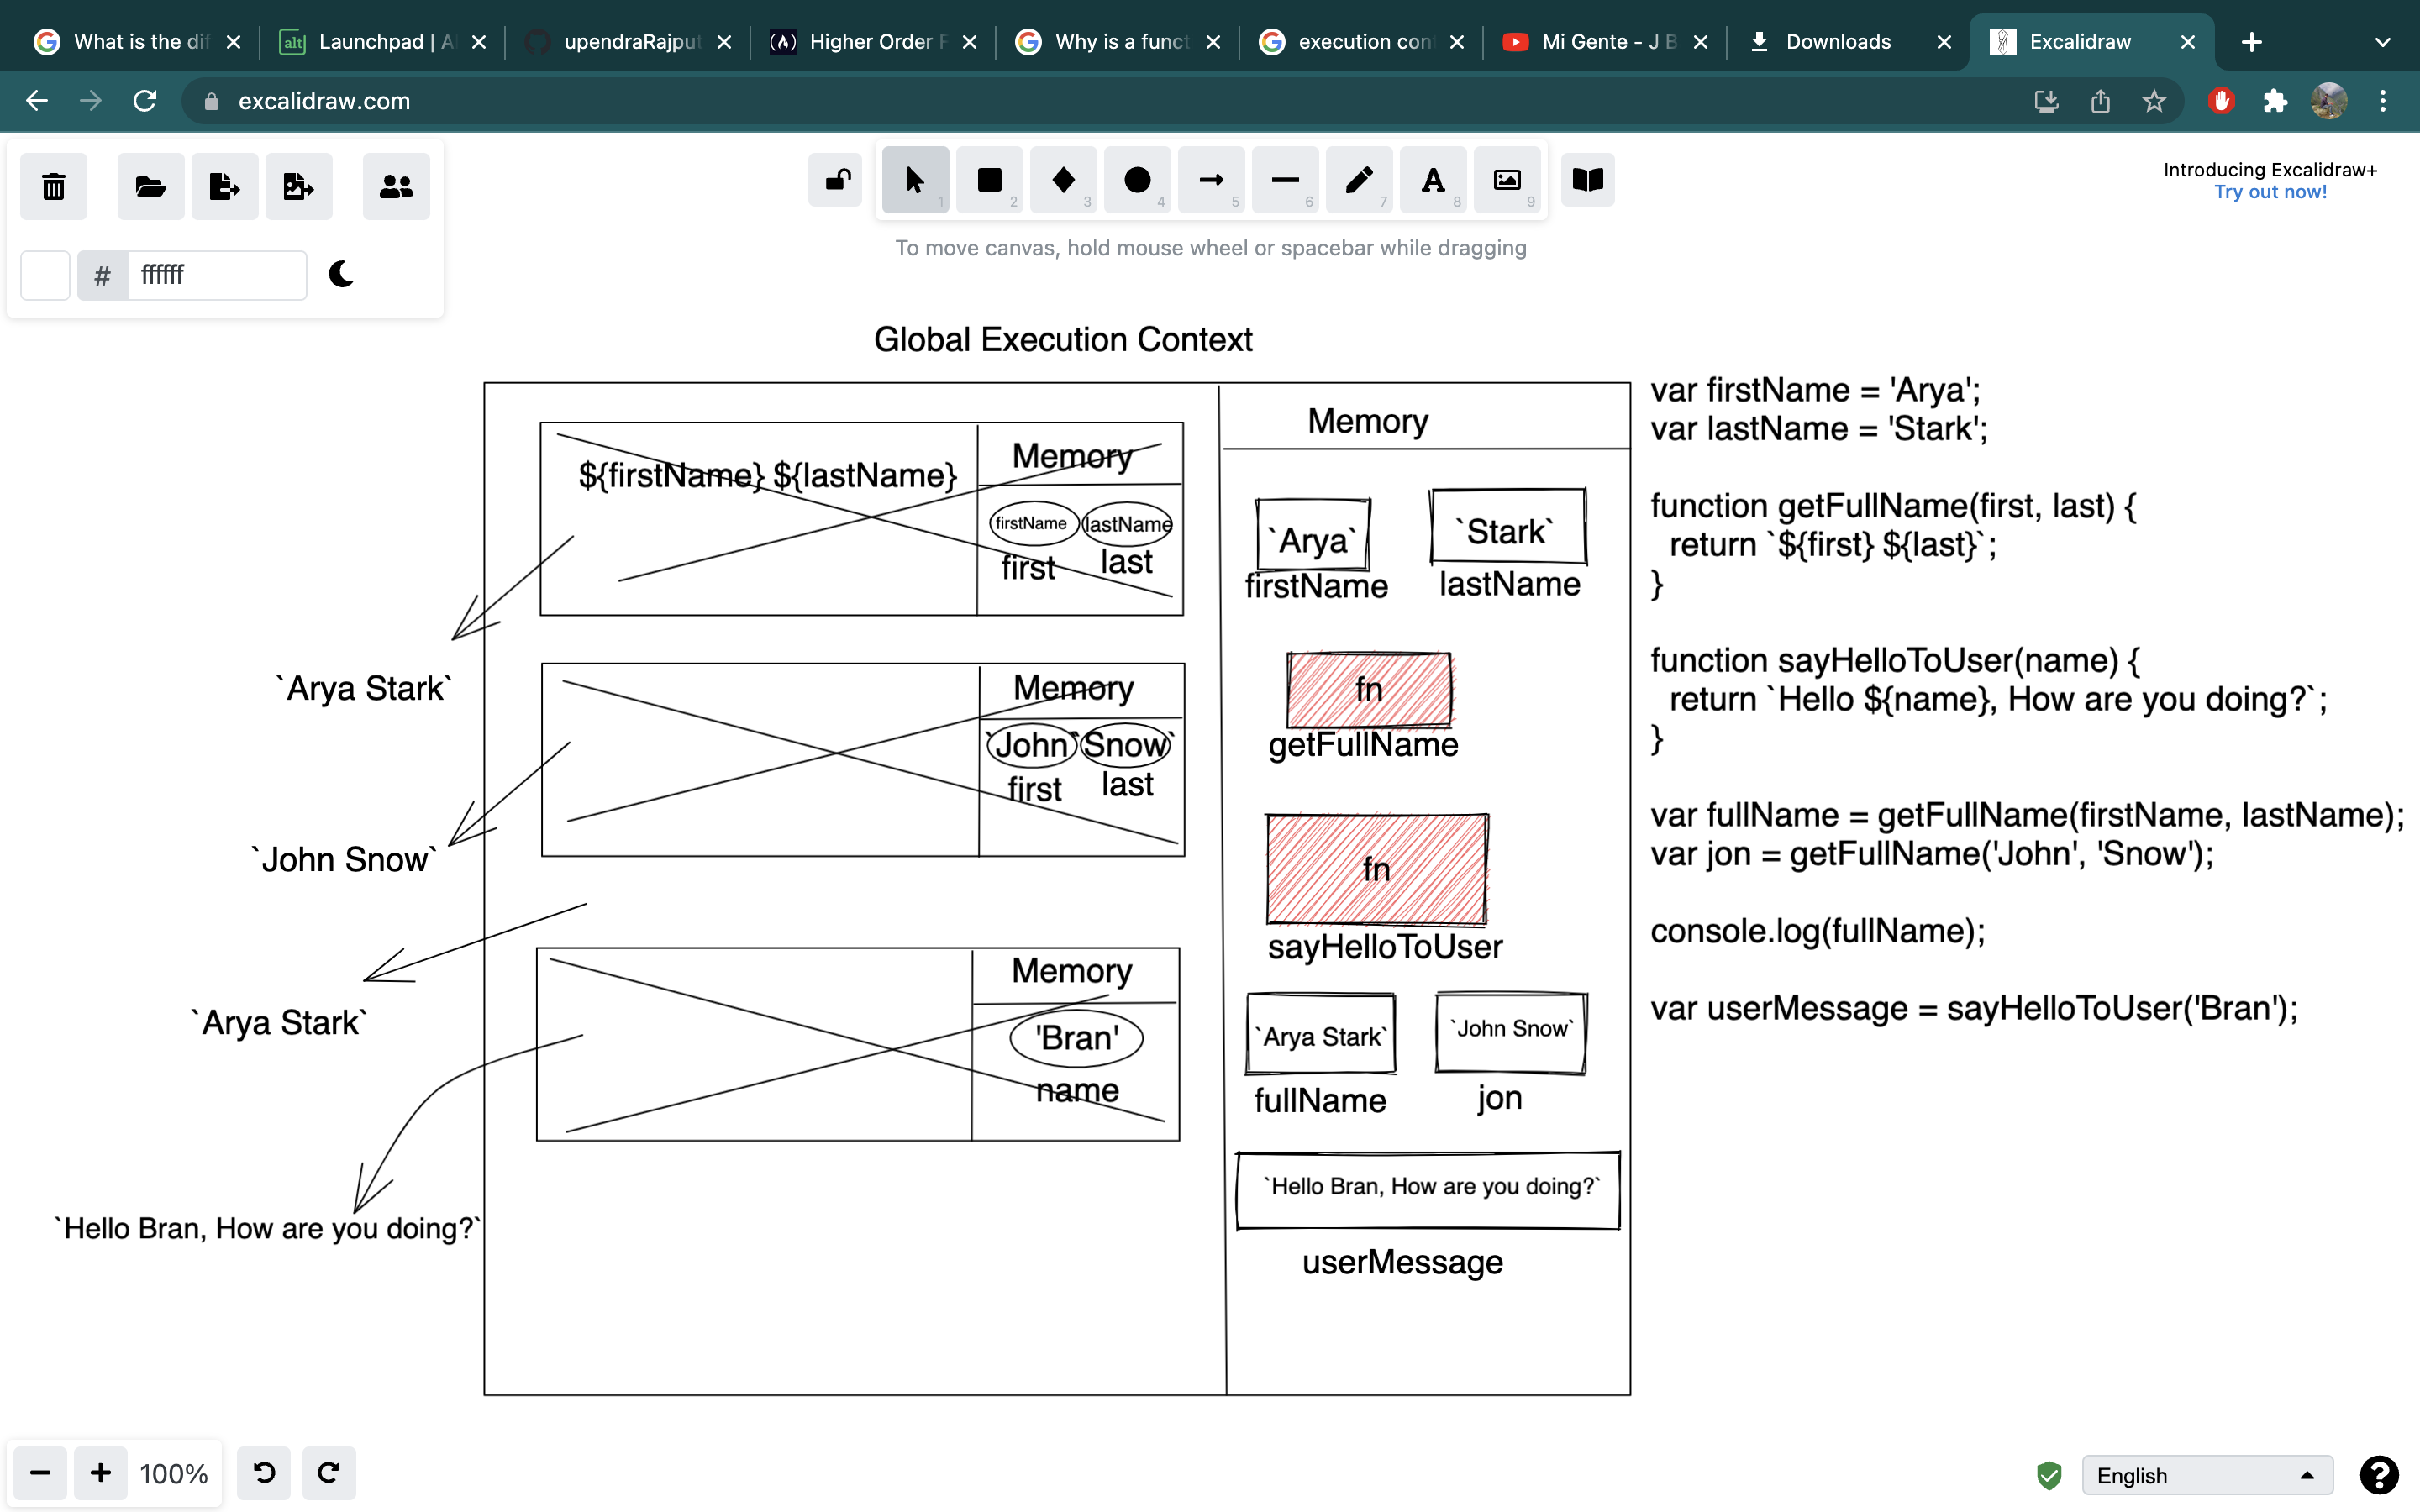 What is the dif
Launchpad | A
upendraRajput
Higher Order F
Why is a funct
execution con
Mi Gente - J B
Downloads
Excalidraw
excalidraw.com
1 2 3 4 5 6 7 8 9
A
Introducing Excalidraw+
Try out now!
# ffffff
To move canvas, hold mouse wheel or spacebar while dragging
Global Execution Context
${firstName} ${lastName}
Memory
firstName lastName
first last
`Arya Stark`
Memory
`John` `Snow`
first last
`John Snow`
`Arya Stark`
Memory
'Bran'
name
`Hello Bran, How are you doing?`
Memory
`Arya` `Stark`
firstName lastName
fn
getFullName
fn
sayHelloToUser
`Arya Stark` `John Snow`
fullName jon
`Hello Bran, How are you doing?`
userMessage
var firstName = 'Arya';
var lastName = 'Stark';
function getFullName(first, last) {
return `${first} ${last}`;
}
function sayHelloToUser(name) {
return `Hello ${name}, How are you doing?`;
}
var fullName = getFullName(firstName, lastName);
var jon = getFullName('John', 'Snow');
console.log(fullName);
var userMessage = sayHelloToUser('Bran');
100%
English
?